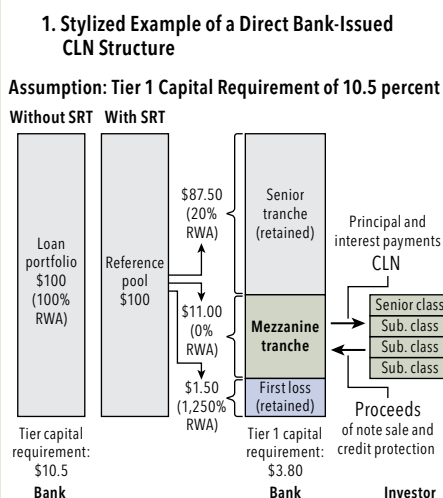 1. Stylized Example of a Direct Bank-Issued
CLN Structure
Assumption: Tier 1 Capital Requirement of 10.5 percent
Without SRT
With SRT
Loan
portfolio
$100
(100%
RWA)
Reference
pool
$100
$87.50
(20%
RWA)
$11.00
(0%
RWA)
$1.50
(1,250%
RWA)
Senior
tranche
(retained)
Mezzanine
tranche
First loss
(retained)
Principal and
interest payments
CLN
Senior class
Sub. class
Sub. class
Sub. class
Proceeds
of note sale and
credit protection
Tier capital
requirement:
$10.5
Bank
Tier 1 capital
requirement:
$3.80
Bank
Investor